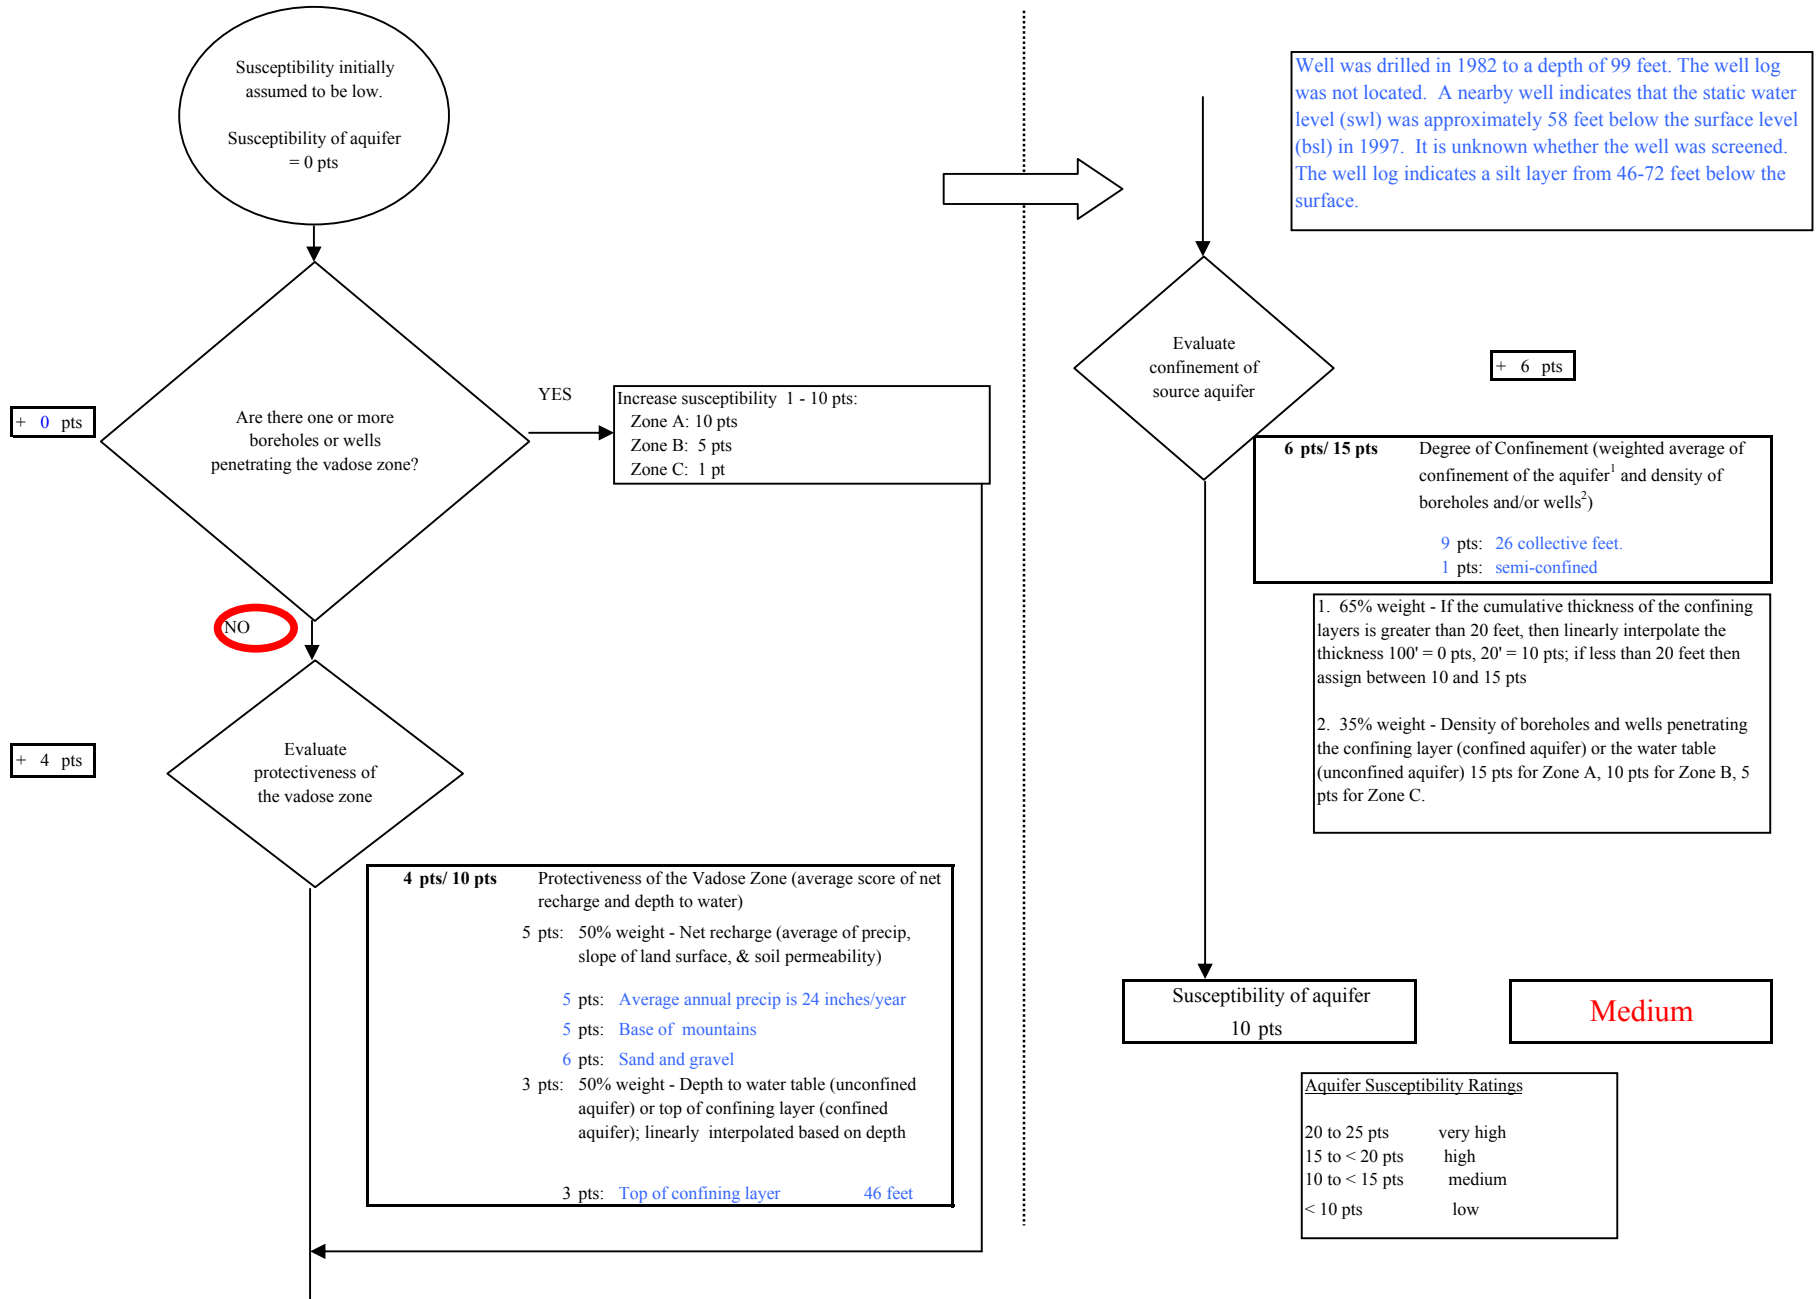 Susceptibility initially
assumed to be low.
Susceptibility of aquifer
= 0 pts
+ 0 pts
Are there one or more
boreholes or wells
penetrating the vadose zone?
YES
Increase susceptibility 1 - 10 pts:
Zone A: 10 pts
Zone B: 5 pts
Zone C: 1 pt
NO
+ 4 pts
Evaluate
protectiveness of
the vadose zone
4 pts/ 10 pts Protectiveness of the Vadose Zone (average score of net
recharge and depth to water)
5 pts: 50% weight - Net recharge (average of precip,
slope of land surface, & soil permeability)
5 pts: Average annual precip is 24 inches/year
5 pts: Base of mountains
6 pts: Sand and gravel
3 pts: 50% weight - Depth to water table (unconfined
aquifer) or top of confining layer (confined
aquifer); linearly interpolated based on depth
3 pts: Top of confining layer 46 feet
Well was drilled in 1982 to a depth of 99 feet. The well log
was not located. A nearby well indicates that the static water
level (swl) was approximately 58 feet below the surface level
(bsl) in 1997. It is unknown whether the well was screened.
The well log indicates a silt layer from 46-72 feet below the
surface.
Evaluate
confinement of
source aquifer
+ 6 pts
6 pts/ 15 pts Degree of Confinement (weighted average of
confinement of the aquifer1 and density of
boreholes and/or wells2)
9 pts: 26 collective feet.
1 pts: semi-confined
1. 65% weight - If the cumulative thickness of the confining
layers is greater than 20 feet, then linearly interpolate the
thickness 100' = 0 pts, 20' = 10 pts; if less than 20 feet then
assign between 10 and 15 pts
2. 35% weight - Density of boreholes and wells penetrating
the confining layer (confined aquifer) or the water table
(unconfined aquifer) 15 pts for Zone A, 10 pts for Zone B, 5
pts for Zone C.
Susceptibility of aquifer
10 pts
Medium
Aquifer Susceptibility Ratings
20 to 25 pts very high
15 to < 20 pts high
10 to < 15 pts medium
< 10 pts low